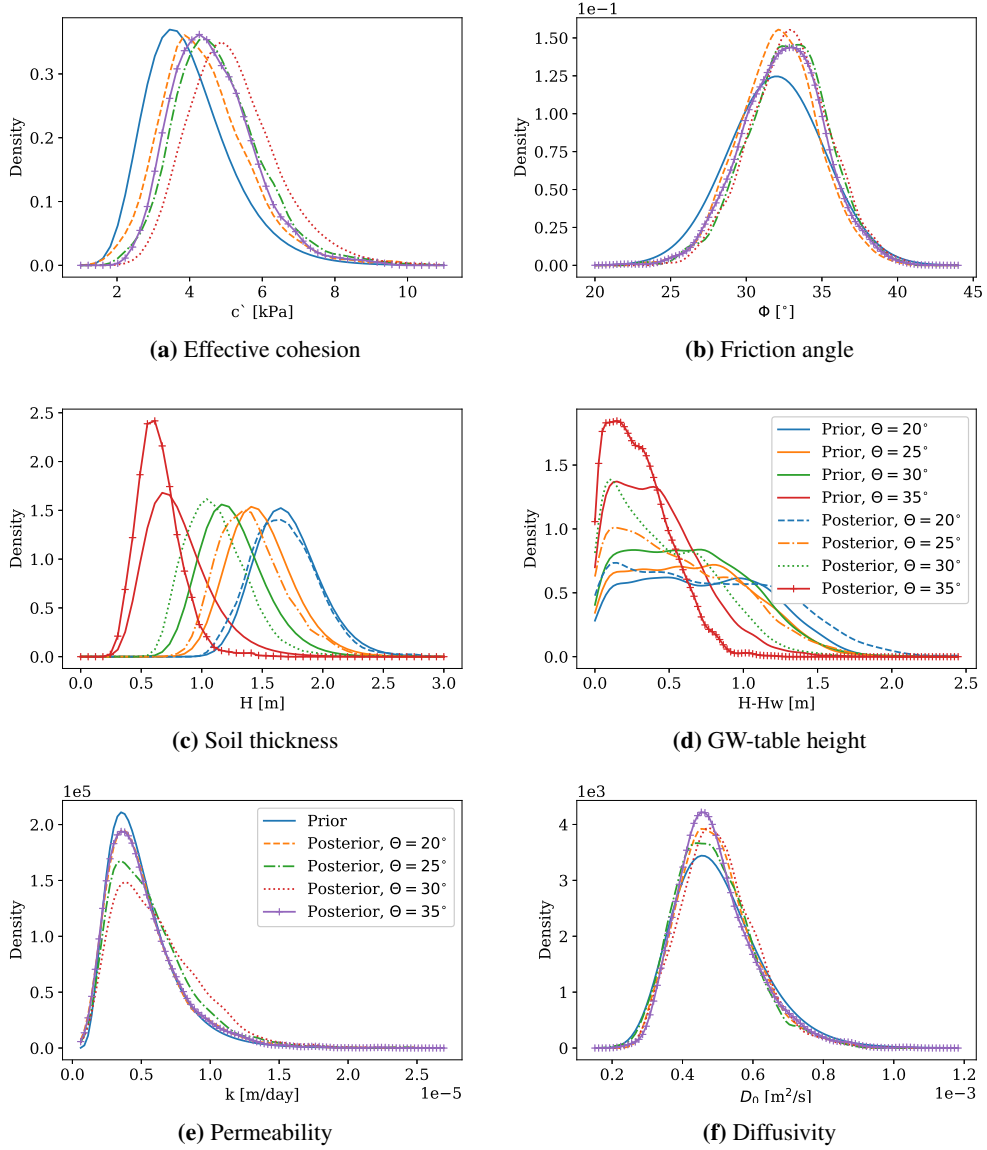 0.3
0.2
0.1
0.0
Density
2 4 6 8 10
c` [kPa]
(a) Effective cohesion
1e−1
1.50
1.25
1.00
0.75
0.50
0.25
0.00
Density
20 25 30 35 40 45
Φ [°]
(b) Friction angle
2.5
2.0
1.5
1.0
0.5
0.0
Density
0.0 0.5 1.0 1.5 2.0 2.5 3.0
H [m]
(c) Soil thickness
1.5
1.0
0.5
0.0
Density
Prior, Θ = 20°
Prior, Θ = 25°
Prior, Θ = 30°
Prior, Θ = 35°
Posterior, Θ = 20°
Posterior, Θ = 25°
Posterior, Θ = 30°
Posterior, Θ = 35°
0.0 0.5 1.0 1.5 2.0 2.5
H-Hw [m]
(d) GW-table height
1e5
2.0
1.5
1.0
0.5
0.0
Density
Prior
Posterior, Θ = 20°
Posterior, Θ = 25°
Posterior, Θ = 30°
Posterior, Θ = 35°
0.0 0.5 1.0 1.5 2.0 2.5
k [m/day]
1e−5
(e) Permeability
1e3
4
3
2
1
0
Density
0.2 0.4 0.6 0.8 1.0 1.2
D₀ [m²/s]
1e−3
(f) Diffusivity